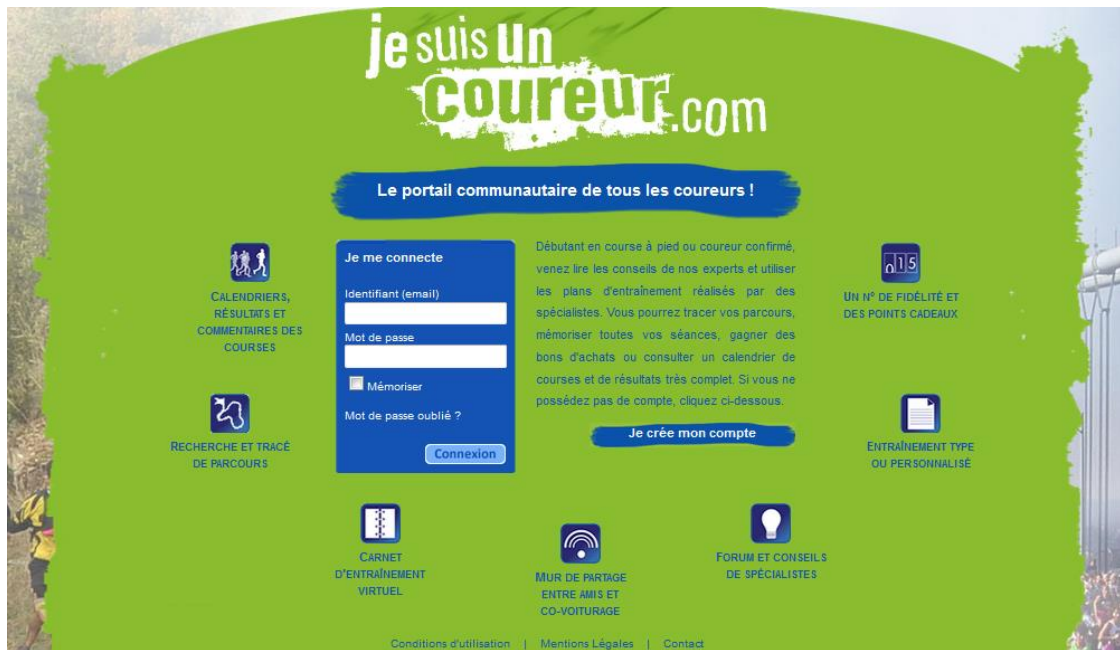 je suis un
coureur.com
Le portail communautaire de tous les coureurs !
CALENDRIERS,
RÉSULTATS ET
COMMENTAIRES DES
COURSES
RECHERCHE ET TRACÉ
DE PARCOURS
Je me connecte
Identifiant (email)
Mot de passe
Mémoriser
Mot de passe oublié ?
Connexion
Débutant en course à pied ou coureur confirmé,
venez lire les conseils de nos experts et utiliser
les plans d'entraînement réalisés par des
spécialistes. Vous pourrez tracer vos parcours,
mémoriser toutes vos séances, gagner des
bons d'achats ou consulter un calendrier de
courses et de résultats très complet. Si vous ne
possédez pas de compte, cliquez ci-dessous.
Je crée mon compte
015
UN N° DE FIDÉLITÉ ET
DES POINTS CADEAUX
ENTRAÎNEMENT TYPE
OU PERSONNALISÉ
CARNET
D'ENTRAÎNEMENT
VIRTUEL
MUR DE PARTAGE
ENTRE AMIS ET
CO-VOITURAGE
FORUM ET CONSEILS
DE SPÉCIALISTES
Conditions d'utilisation | Mentions Légales | Contact